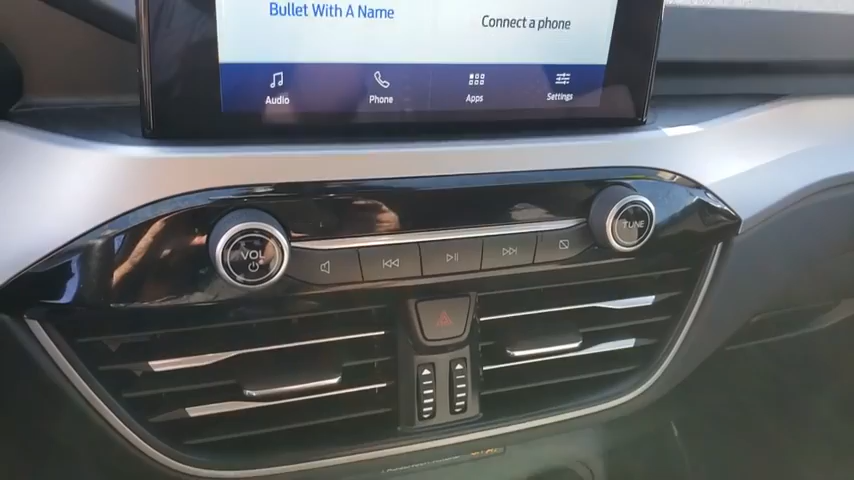 Bullet With A Name
Connect a phone
Audio
Phone
Apps
Settings
VOL
TUNE